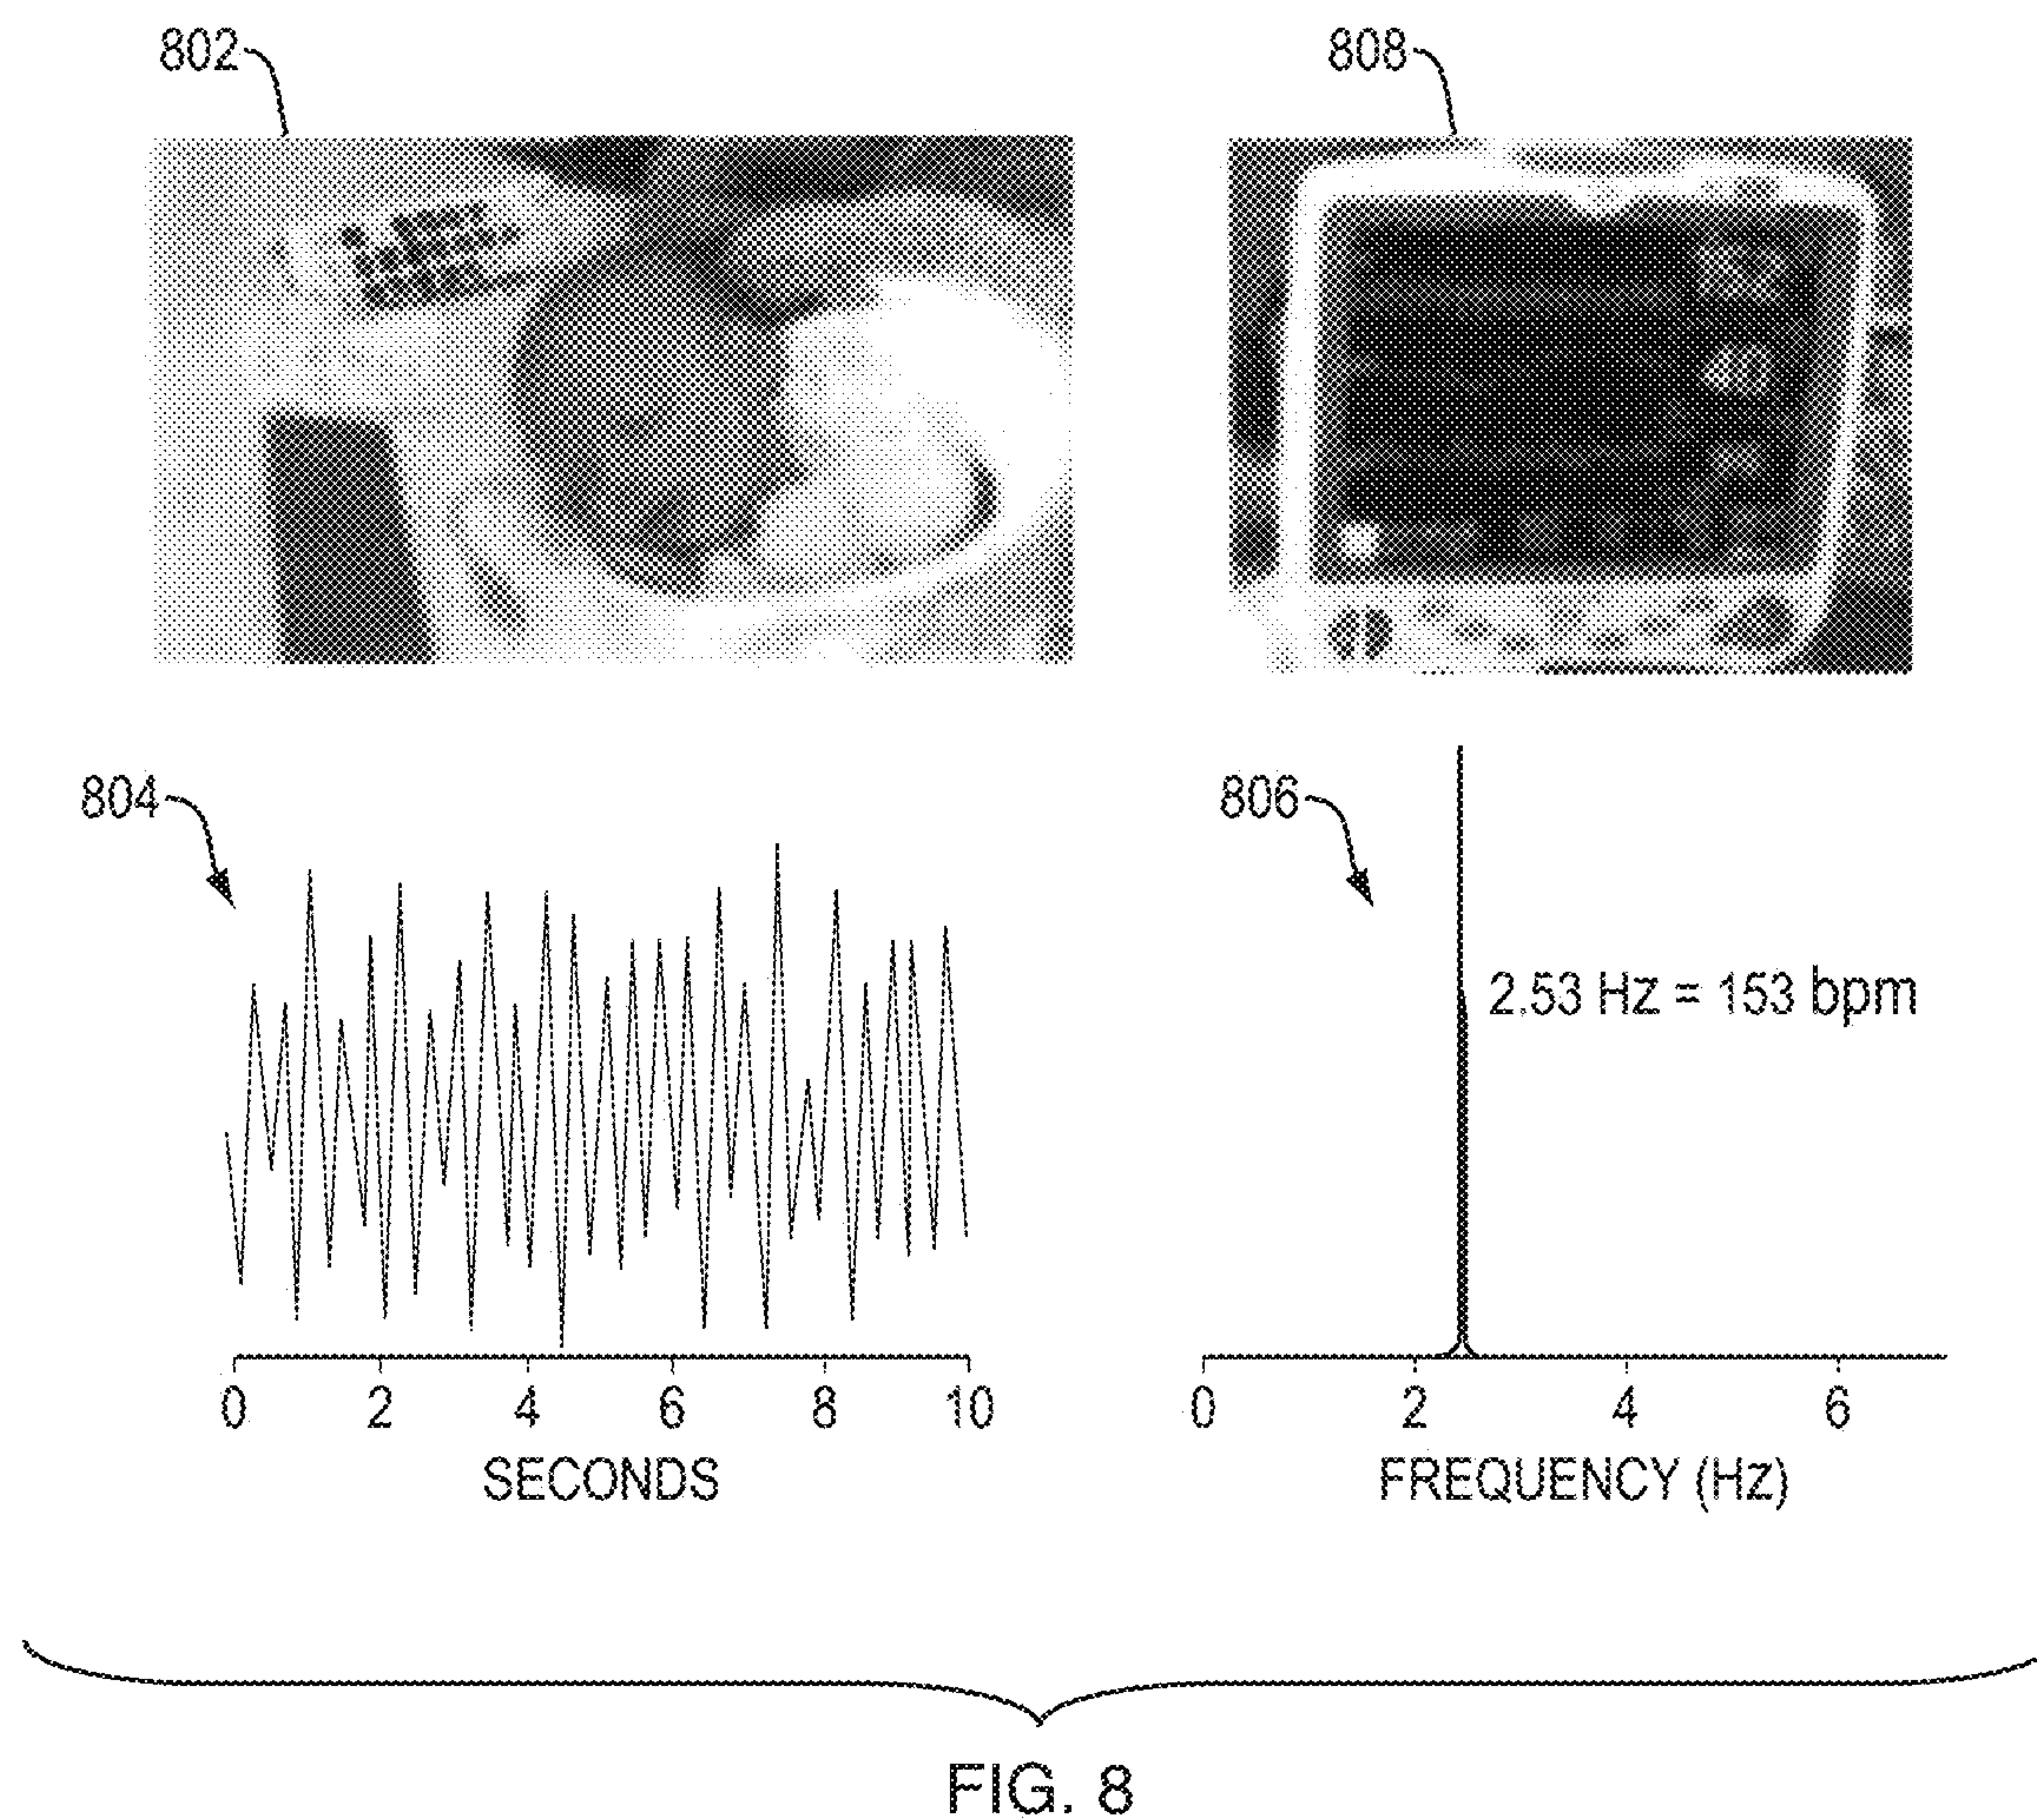 802
808
804
806
2.53 Hz = 153 bpm
0 2 4 6 8 10
SECONDS
0 2 4 6
FREQUENCY (Hz)
FIG. 8